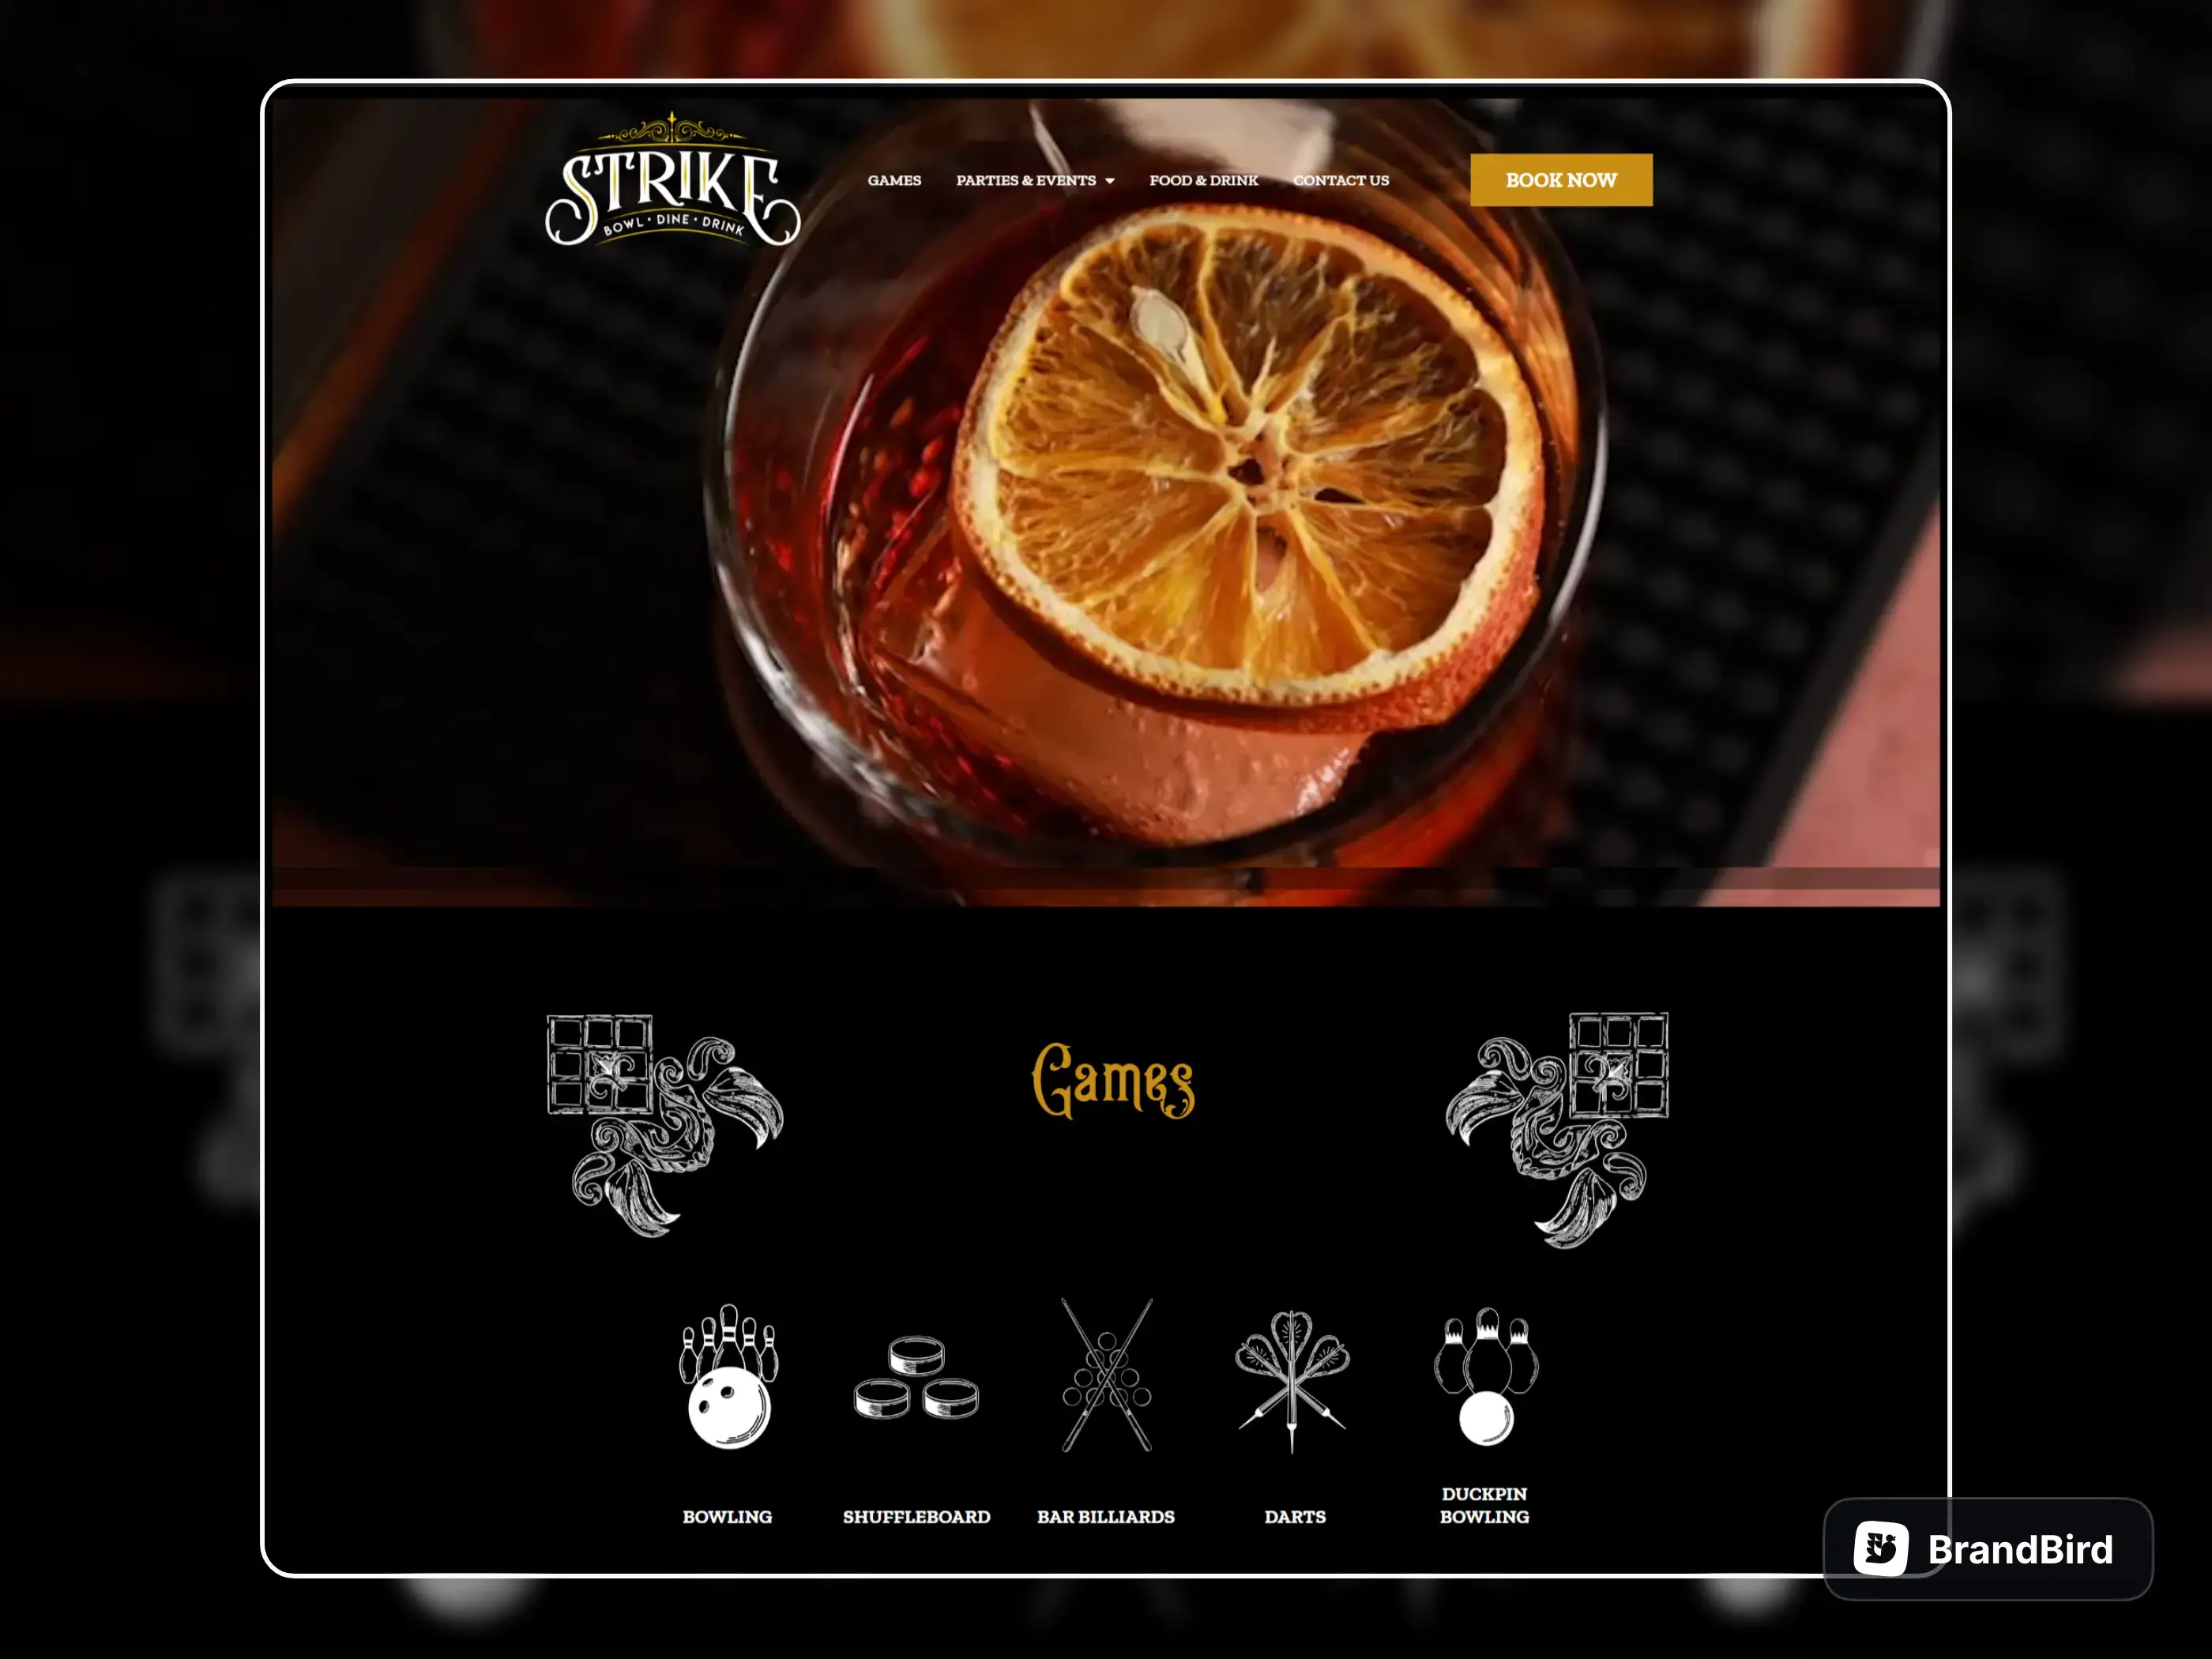 STRIKE
BOWL · DINE · DRINK
GAMES
PARTIES & EVENTS
FOOD & DRINK
CONTACT US
BOOK NOW
Games
BOWLING
SHUFFLEBOARD
BAR BILLIARDS
DARTS
DUCKPIN
BOWLING
BrandBird